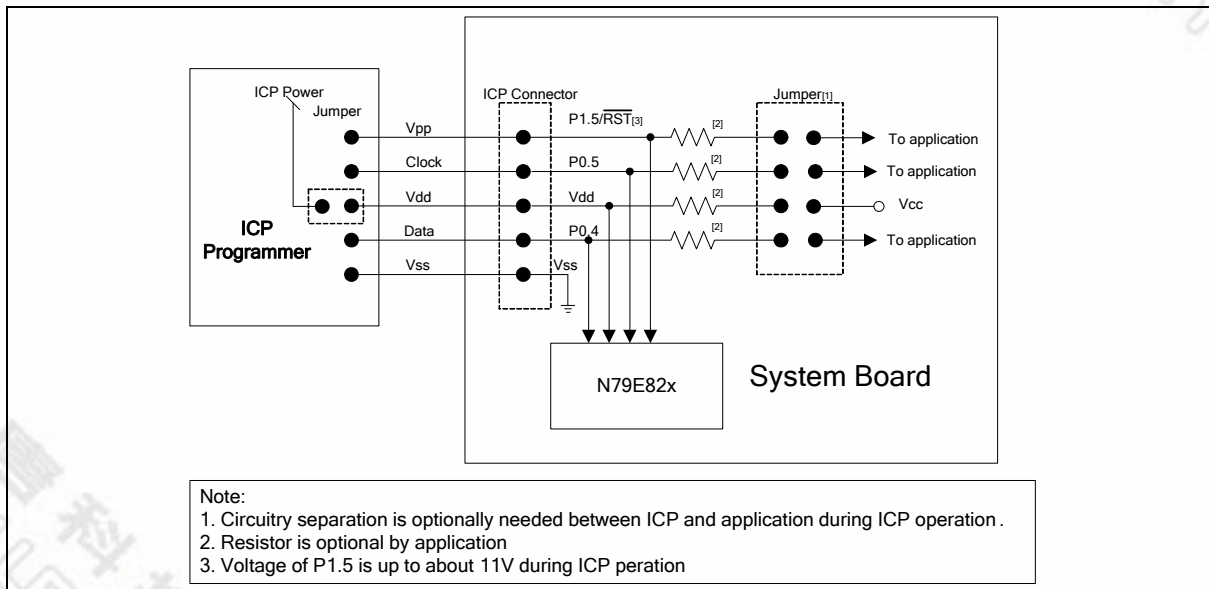 ICP Power
Jumper
ICP Connector
Jumper[1]
Vpp
P1.5/RST[3]
[2]
To application
Clock
P0.5
[2]
To application
Vdd
Vdd
[2]
Vcc
ICP
Programmer
Data
P0.4
[2]
To application
Vss
Vss
N79E82x
System Board
Note:
1. Circuitry separation is optionally needed between ICP and application during ICP operation .
2. Resistor is optional by application
3. Voltage of P1.5 is up to about 11V during ICP peration